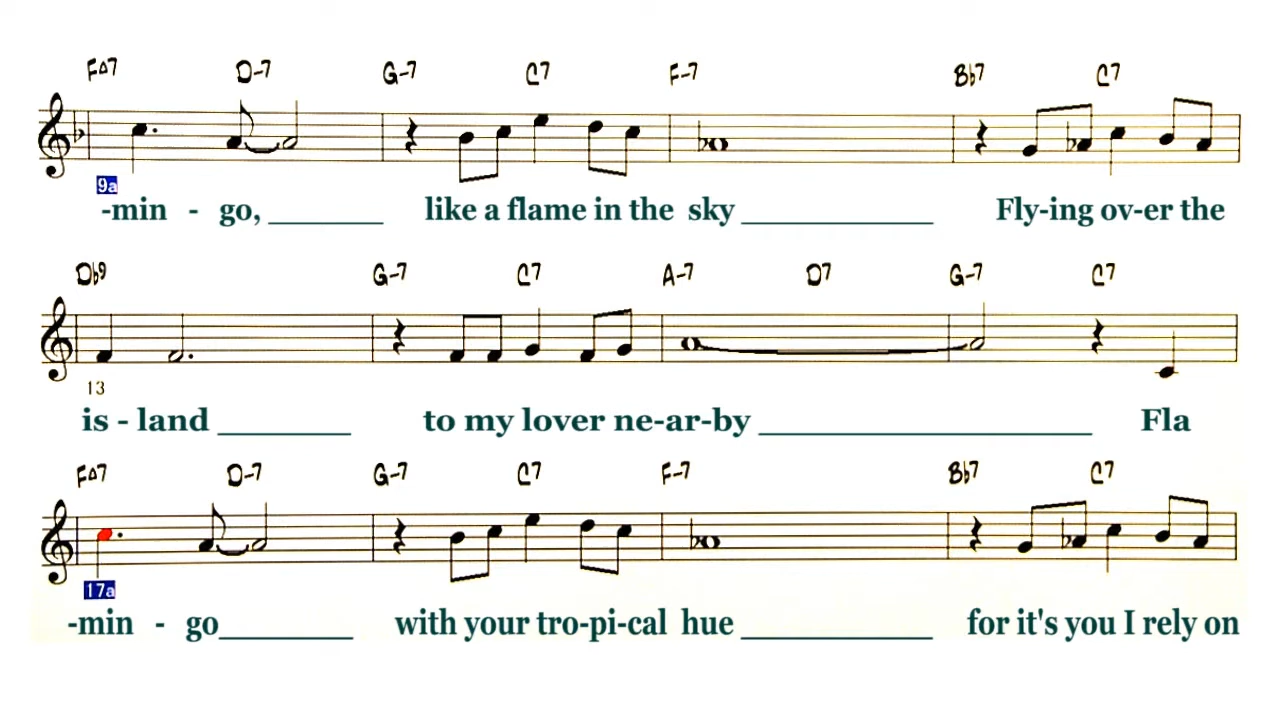 F△7 D-7 G-7 C7 F-7 Bb7 C7
9a
-min - go, ______ like a flame in the sky __________ Fly-ing ov-er the
Db9 G-7 C7 A-7 D7 G-7 C7
13
is - land _______ to my lover ne-ar-by _________________ Fla
F△7 D-7 G-7 C7 F-7 Bb7 C7
17a
-min - go_______ with your tro-pi-cal hue __________ for it's you I rely on